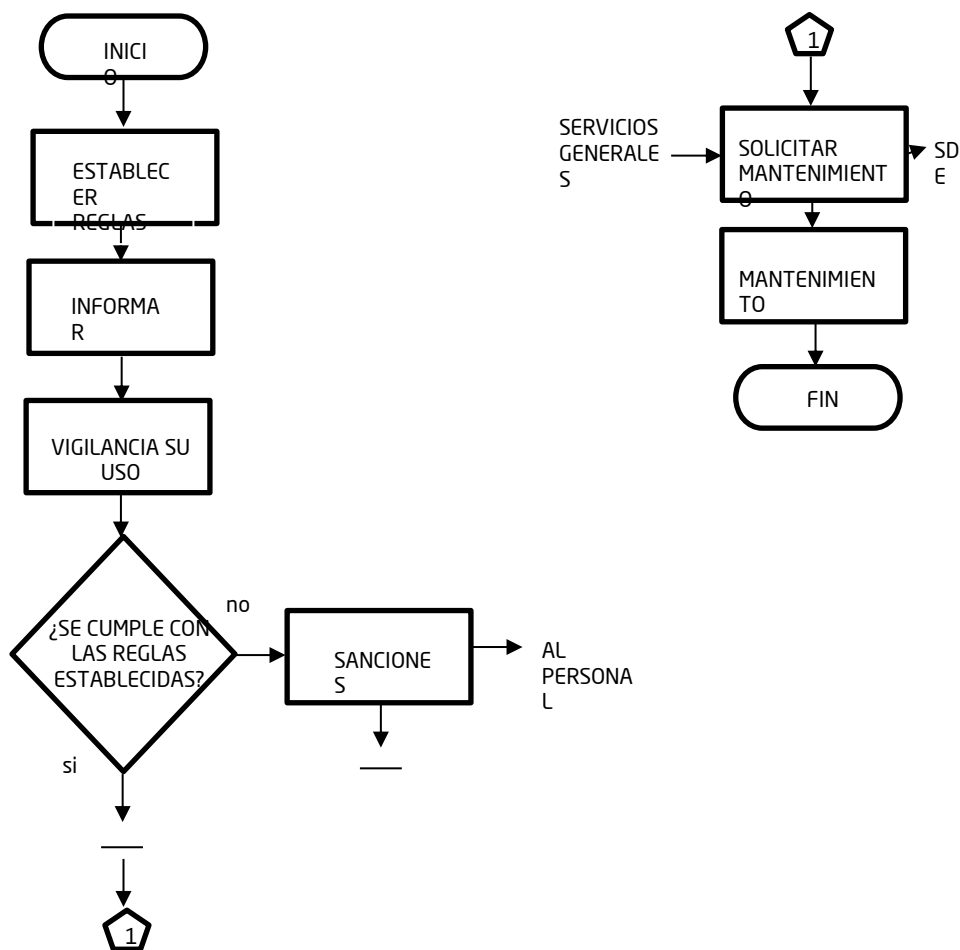 INICI
O
ESTABLEC
ER
REGLAS
INFORMA
R
VIGILANCIA SU
USO
¿SE CUMPLE CON
LAS REGLAS
ESTABLECIDAS?
no
SANCIONE
S
AL
PERSONA
L
si
1
1
SERVICIOS
GENERALE
S
SOLICITAR
MANTENIMIENT
O
SD
E
MANTENIMIEN
TO
FIN